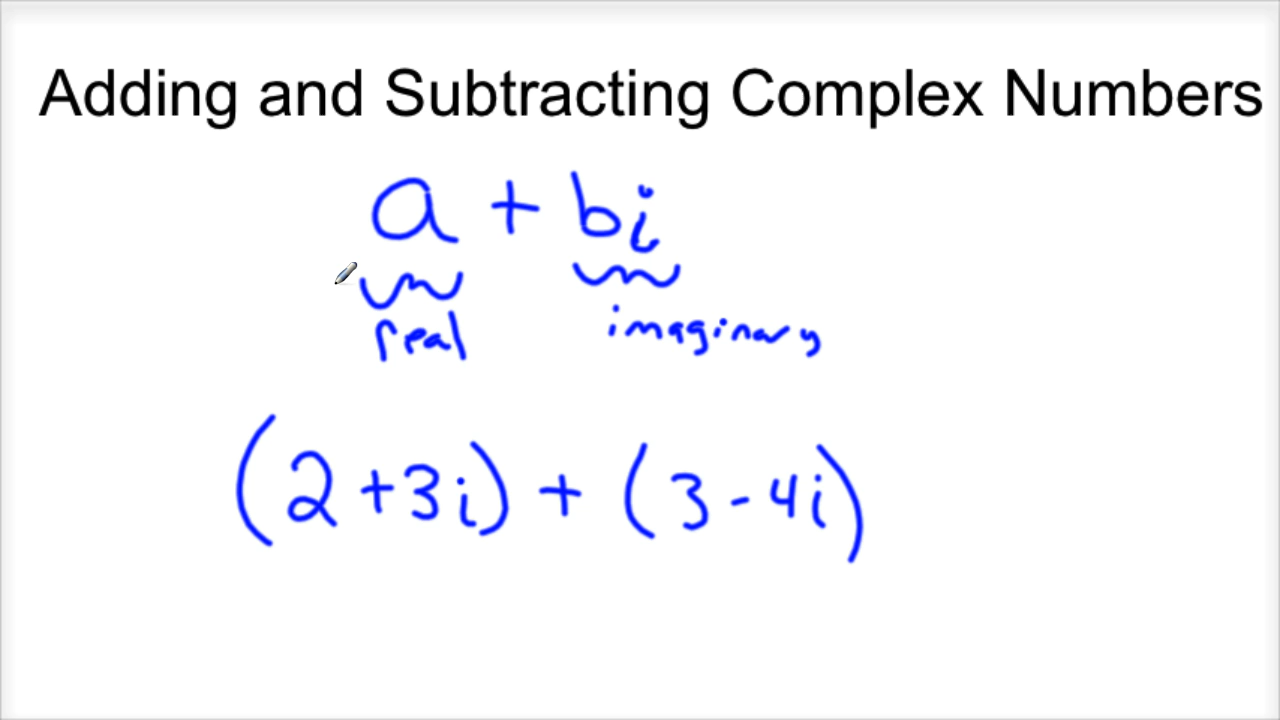 Adding and Subtracting Complex Numbers
a + bi
real imaginary
(2+3i) + (3-4i)